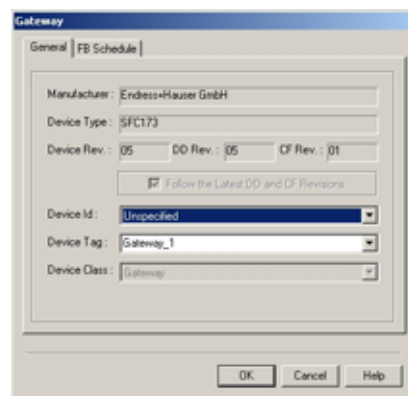 Gateway
General FB Schedule
Manufacturer : Endress+Hauser GmbH
Device Type : SFC173
Device Rev. : 05 DD Rev. : 05 CF Rev. : 01
Follow the Latest DD and CF Revisions
Device Id : Unspecified
Device Tag : Gateway_1
Device Class : Gateway
OK Cancel Help